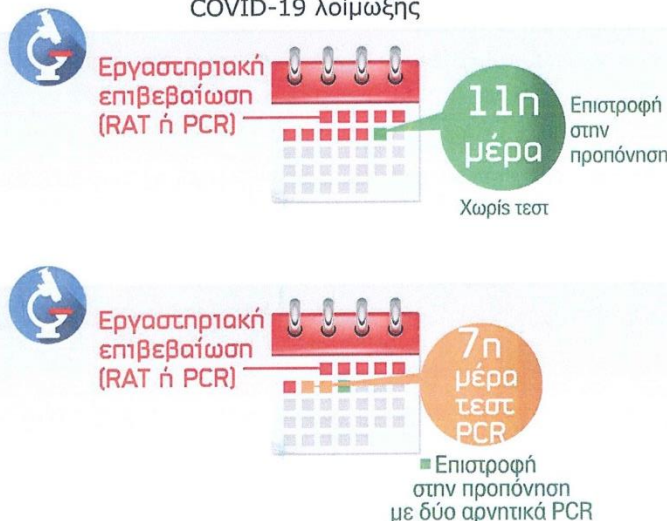 COVID-19 λοίμωξης
Εργαστηριακή
επιβεβαίωση
(RAT ή PCR)
11η
μέρα
Επιστροφή
στην
προπόνηση
Χωρίς τεστ
Εργαστηριακή
επιβεβαίωση
(RAT ή PCR)
7η
μέρα
τεστ
PCR
Επιστροφή
στην προπόνηση
με δύο αρνητικά PCR